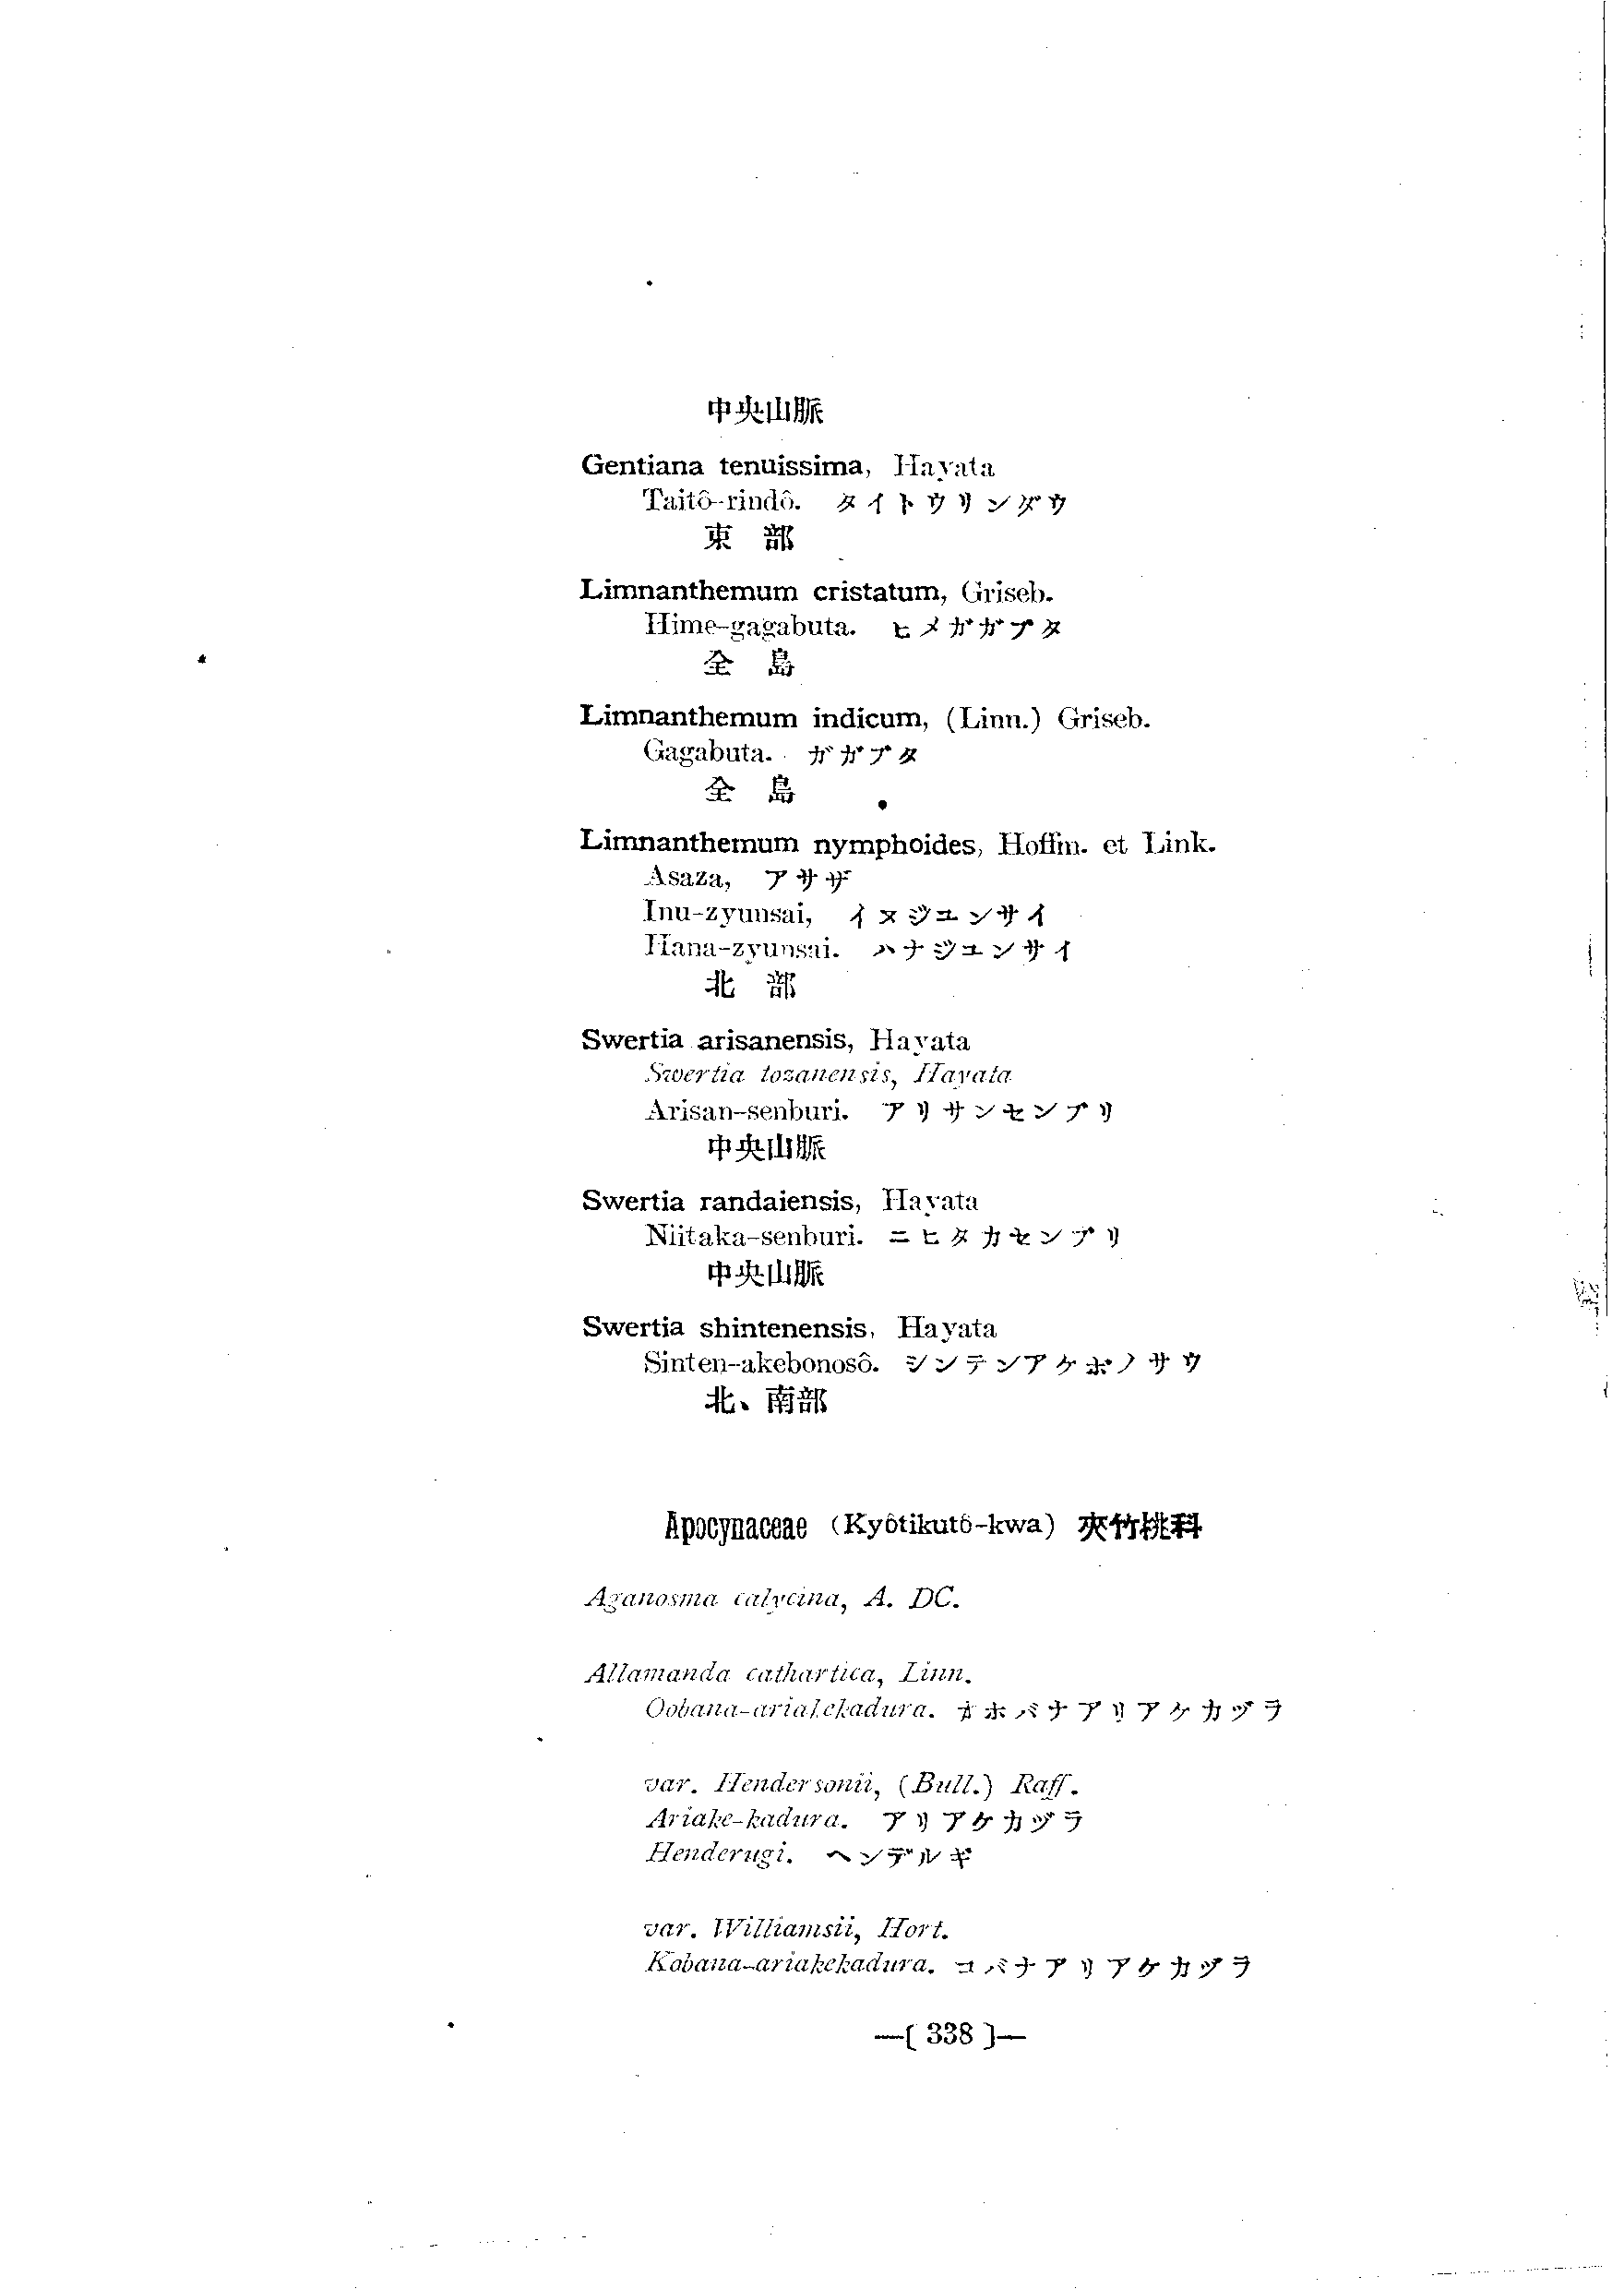 中央山脈
Gentiana tenuissima, Hayata
Taitô-rindô. タイトウリンダウ
東 部
Limnanthemum cristatum, Griseb.
Hime-gagabuta. ヒメガガブタ
全 島
Limnanthemum indicum, (Linn.) Griseb.
Gagabuta. ガガブタ
全 島
Limnanthemum nymphoides, Hoffm. et Link.
Asaza, アサザ
Inu-zyunsai, イヌジユンサイ
Hana-zyunsai. ハナジユンサイ
北 部
Swertia arisanensis, Hayata
Swertia tozanensis, Hayata
Arisan-senburi. アリサンセンブリ
中央山脈
Swertia randaiensis, Hayata
Niitaka-senburi. ニヒタカセンブリ
中央山脈
Swertia shintenensis, Hayata
Sinten-akebonosô. シンテンアケボノサウ
北、南部
Apocynaceae (Kyôtikutô-kwa) 夾竹桃科
Aganosma calycina, A. DC.
Allamanda cathartica, Linn.
Oobana-ariakekadura. オホバナアリアケカヅラ
var. Hendersonii, (Bull.) Raff.
Ariake-kadura. アリアケカヅラ
Henderugi. ヘンデルギ
var. Williamsii, Hort.
Kobana-ariakekadura. コバナアリアケカヅラ
—( 338 )—